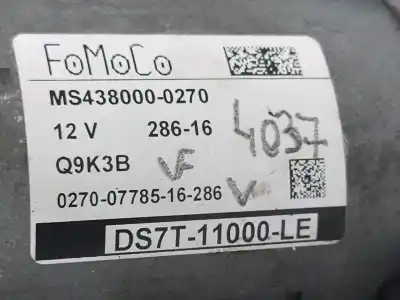 FoMoCo
MS438000-0270
12 V 286-16
4037
Q9K3B VF
0270-07785-16-286 V
DS7T-11000-LE